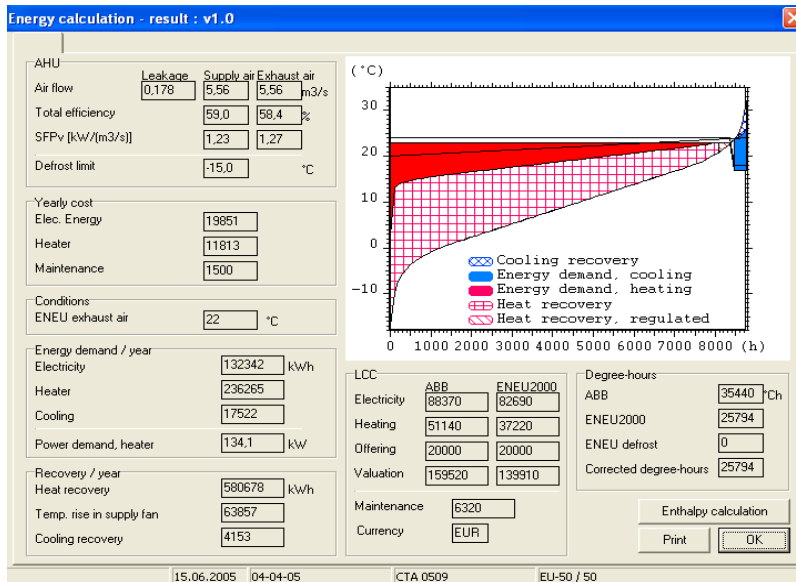 Energy calculation - result : v1.0
AHU
Leakage Supply air Exhaust air
Air flow 0,178 5,56 5,56 m3/s
Total efficiency 59,0 58,4 %
SFPv [kW/(m3/s)] 1,23 1,27
Defrost limit -15,0 °C
Yearly cost
Elec. Energy 19851
Heater 11813
Maintenance 1500
Conditions
ENEU exhaust air 22 °C
Energy demand / year
Electricity 132342 kWh
Heater 236265
Cooling 17522
Power demand, heater 134,1 kW
Recovery / year
Heat recovery 580678 kWh
Temp. rise in supply fan 63857
Cooling recovery 4153
(°C)
30
20
10
0
-10
Cooling recovery
Energy demand, cooling
Energy demand, heating
Heat recovery
Heat recovery, regulated
0 1000 2000 3000 4000 5000 6000 7000 8000 (h)
LCC
ABB ENEU2000
Electricity 88370 82690
Heating 51140 37220
Offering 20000 20000
Valuation 159520 139910
Maintenance 6320
Currency EUR
Degree-hours
ABB 35440 °Ch
ENEU2000 25794
ENEU defrost 0
Corrected degree-hours 25794
Enthalpy calculation
Print OK
15.06.2005 04-04-05 CTA 0509 EU-50 / 50